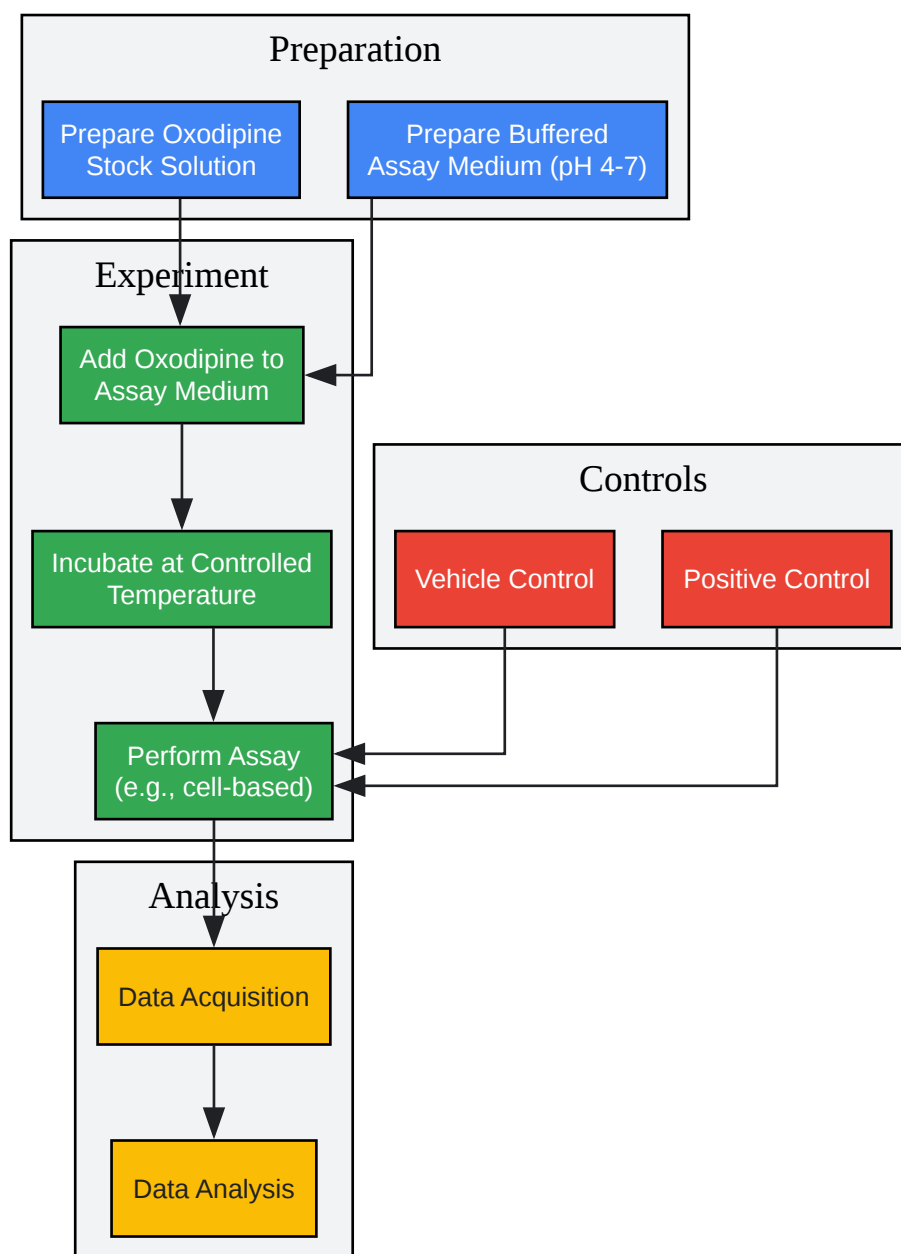 Preparation
Prepare Oxodipine
Stock Solution
Prepare Buffered
Assay Medium (pH 4-7)
Experiment
Add Oxodipine to
Assay Medium
Controls
Incubate at Controlled
Temperature
Vehicle Control
Positive Control
Perform Assay
(e.g., cell-based)
Analysis
Data Acquisition
Data Analysis